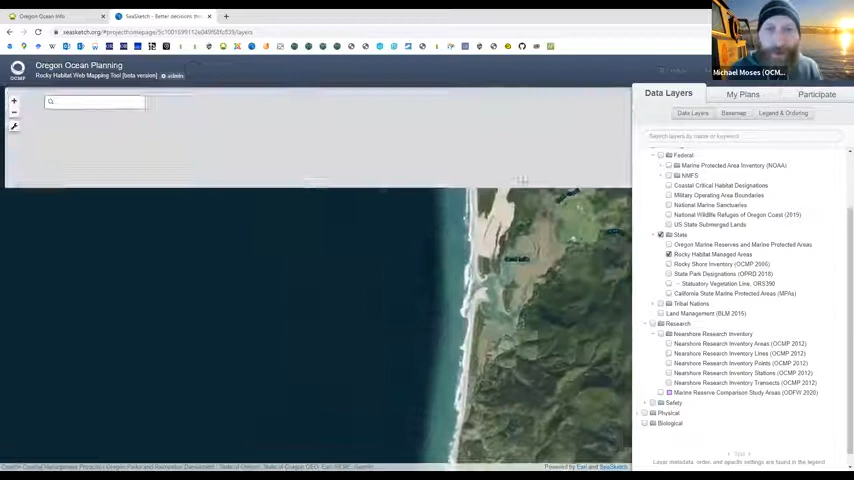 Oregon Ocean Info
SeaSketch - Better decisions thr
seasketch.org/#projecthomepage/5c1001699c011e049f6fcf39/layers
OCMP
Oregon Ocean Planning
Rocky Habitat Web Mapping Tool [beta version] admin
Michael Moses (OCM...
Data Layers
My Plans
Participate
Data Layers
Basemap
Legend & Ordering
Search layers by name or keyword
Federal
Marine Protected Area Inventory (NOAA)
NMFS
Coastal Critical Habitat Designations
Military Operating Area Boundaries
National Marine Sanctuaries
National Wildlife Refuges of Oregon Coast (2019)
US State Submerged Lands
State
Oregon Marine Reserves and Marine Protected Areas
Rocky Habitat Managed Areas
Rocky Shore Inventory (OCMP 2006)
State Park Designations (OPRD 2018)
Statuatory Vegetation Line, ORS390
California State Marine Protected Areas (MPAs)
Tribal Nations
Land Management (BLM 2015)
Research
Nearshore Research Inventory
Nearshore Research Inventory Areas (OCMP 2012)
Nearshore Research Inventory Lines (OCMP 2012)
Nearshore Research Inventory Points (OCMP 2012)
Nearshore Research Inventory Stations (OCMP 2012)
Nearshore Research Inventory Transects (OCMP 2012)
Marine Reserve Comparison Study Areas (ODFW 2020)
Safety
Physical
Biological
Layer metadata, order, and specific settings are found in the legend
Powered by Esri and SeaSketch